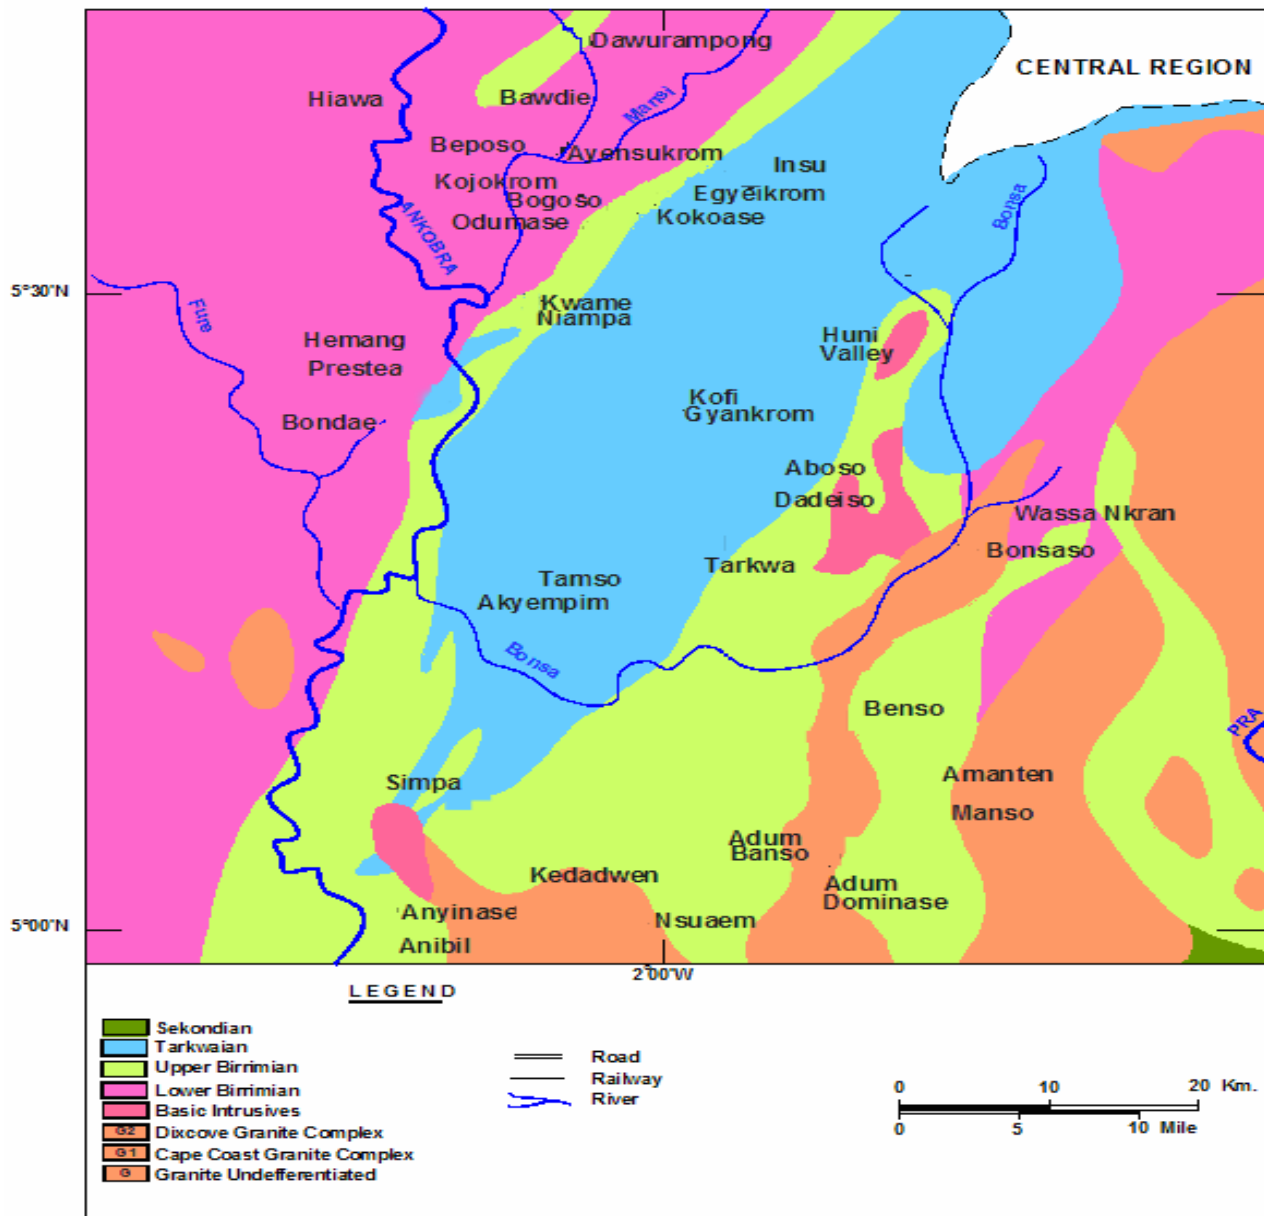 Dawurampong
CENTRAL REGION
Hiawa
Bawdie
Mansi
Beposo
Ayensukrom
Insu
Kojokrom
Egyeikrom
Bogoso
Kokoase
Odumase
Bonsa
ANKOBRA
5°30"N
Fure
Kwame
Niampa
Hemang
Prestea
Huni
Valley
Kofi
Gyankrom
Bondae
Aboso
Dadeiso
Wassa Nkran
Bonsaso
Tarkwa
Tamso
Akyempim
Bonsa
Benso
PRA
Simpa
Amanten
Manso
Adum
Banso
Kedadwen
Adum
Dominase
Anyinase
Nsuaem
5°00"N
Anibil
2°00"W
LEGEND
Sekondian
Tarkwaian
Upper Birrimian
Lower Birrimian
Basic Intrusives
G2 Dixcove Granite Complex
G1 Cape Coast Granite Complex
G Granite Undefferentiated
Road
Railway
River
0 10 20 Km.
0 5 10 Mile